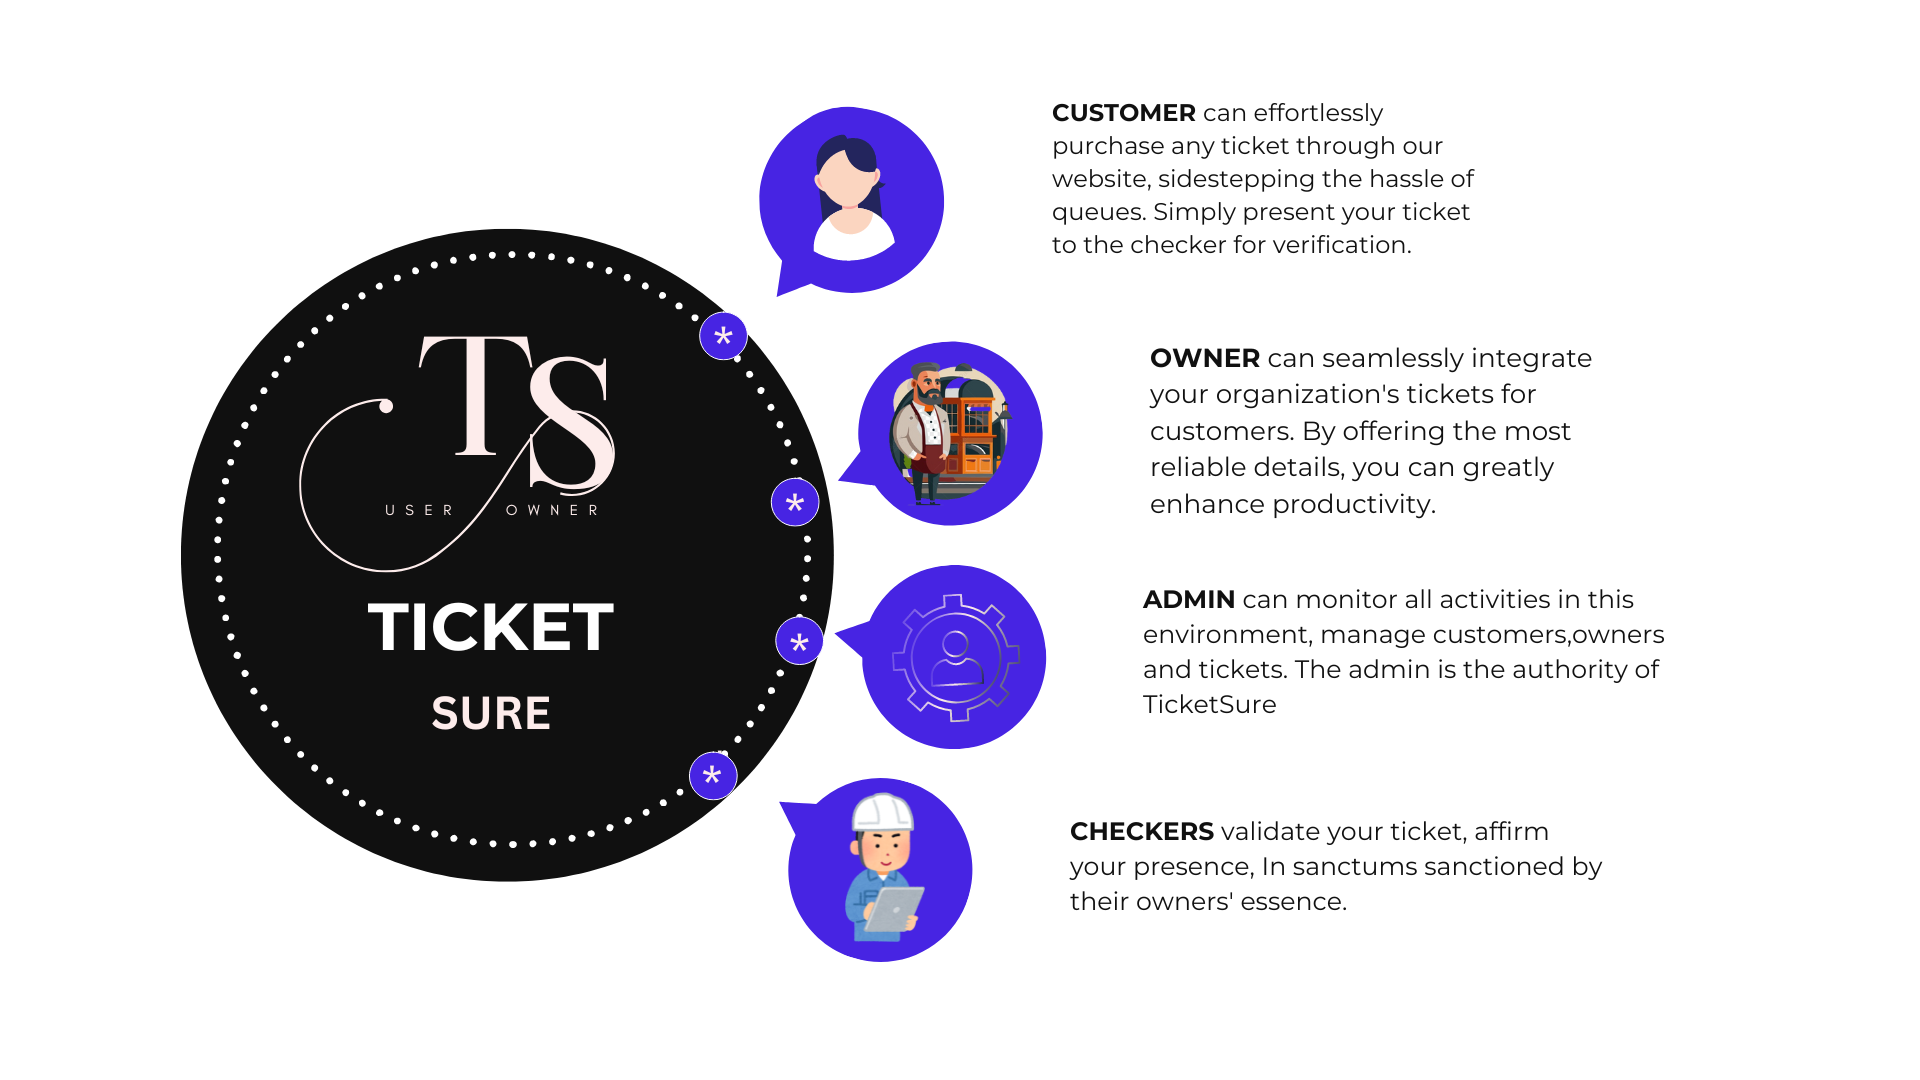 TS
USER OWNER
TICKET
SURE
*
*
*
*
CUSTOMER can effortlessly
purchase any ticket through our
website, sidestepping the hassle of
queues. Simply present your ticket
to the checker for verification.
OWNER can seamlessly integrate
your organization's tickets for
customers. By offering the most
reliable details, you can greatly
enhance productivity.
ADMIN can monitor all activities in this
environment, manage customers,owners
and tickets. The admin is the authority of
TicketSure
CHECKERS validate your ticket, affirm
your presence, In sanctums sanctioned by
their owners' essence.